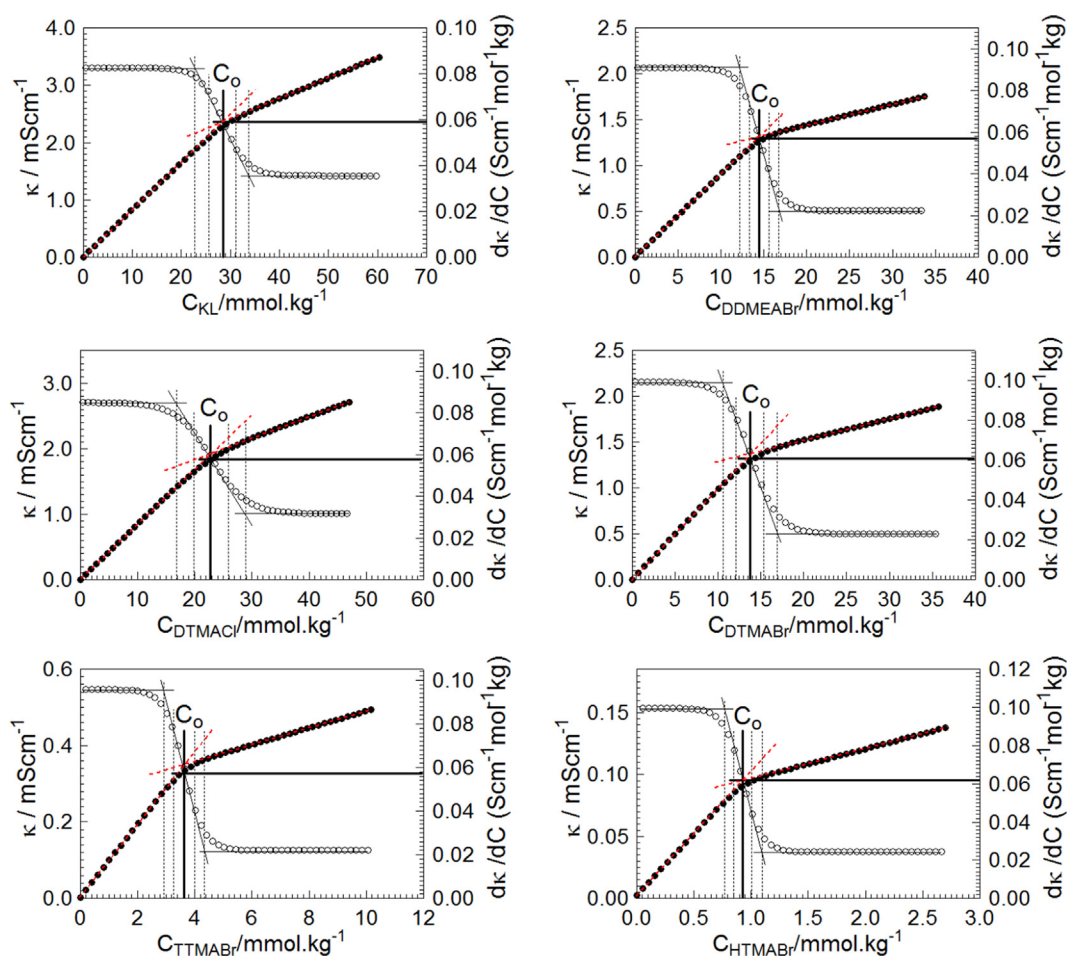 4.0
3.0
2.0
1.0
0.0
κ / mScm⁻¹
Cₒ
0.10
0.08
0.06
0.04
0.02
0.00
dκ /dC (Scm⁻¹mol⁻¹kg)
0 10 20 30 40 50 60 70
C_KL/mmol.kg⁻¹
2.5
2.0
1.5
1.0
0.5
0.0
κ / mScm⁻¹
Cₒ
0.10
0.08
0.06
0.04
0.02
0.00
dκ /dC (Scm⁻¹mol⁻¹kg)
0 5 10 15 20 25 30 35 40
C_DDMEABr/mmol.kg⁻¹
3.0
2.0
1.0
0.0
κ / mScm⁻¹
Cₒ
0.10
0.08
0.06
0.04
0.02
0.00
dκ /dC (Scm⁻¹mol⁻¹kg)
0 10 20 30 40 50 60
C_DTMACl/mmol.kg⁻¹
2.5
2.0
1.5
1.0
0.5
0.0
κ / mScm⁻¹
Cₒ
0.10
0.08
0.06
0.04
0.02
0.00
dκ /dC (Scm⁻¹mol⁻¹kg)
0 5 10 15 20 25 30 35 40
C_DTMABr/mmol.kg⁻¹
0.6
0.4
0.2
0.0
κ / mScm⁻¹
Cₒ
0.10
0.08
0.06
0.04
0.02
0.00
dκ /dC (Scm⁻¹mol⁻¹kg)
0 2 4 6 8 10 12
C_TTMABr/mmol.kg⁻¹
0.15
0.10
0.05
0.00
κ / mScm⁻¹
Cₒ
0.12
0.10
0.08
0.06
0.04
0.02
0.00
dκ /dC (Scm⁻¹mol⁻¹kg)
0.0 0.5 1.0 1.5 2.0 2.5 3.0
C_HTMABr/mmol.kg⁻¹